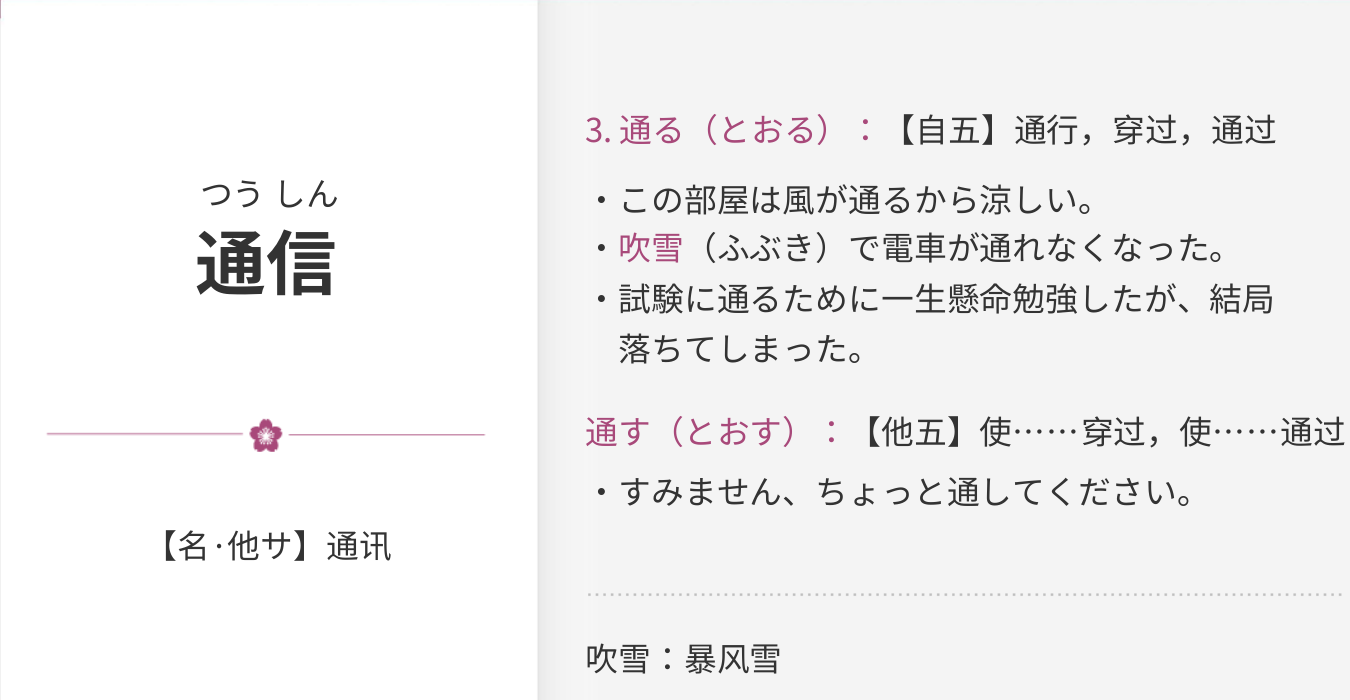 つう しん
通信
【名·他サ】通讯
3. 通る（とおる）：【自五】通行，穿过，通过
・この部屋は風が通るから涼しい。
・吹雪（ふぶき）で電車が通れなくなった。
・試験に通るために一生懸命勉強したが、結局
落ちてしまった。
通す（とおす）：【他五】使……穿过，使……通过
・すみません、ちょっと通してください。
吹雪：暴风雪